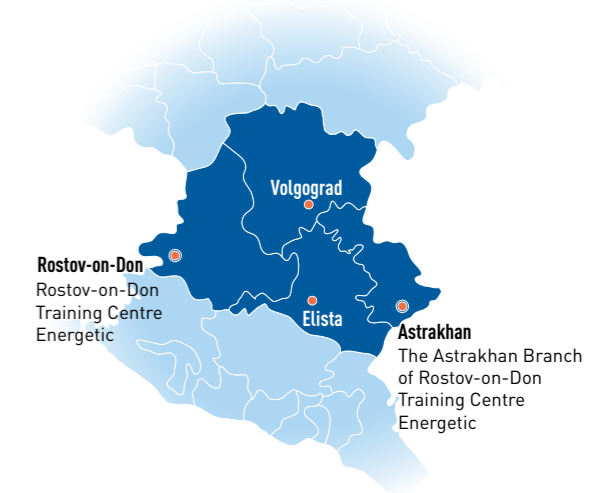 Volgograd
Rostov-on-Don
Rostov-on-Don
Training Centre
Energetic
Elista
Astrakhan
The Astrakhan Branch
of Rostov-on-Don
Training Centre
Energetic